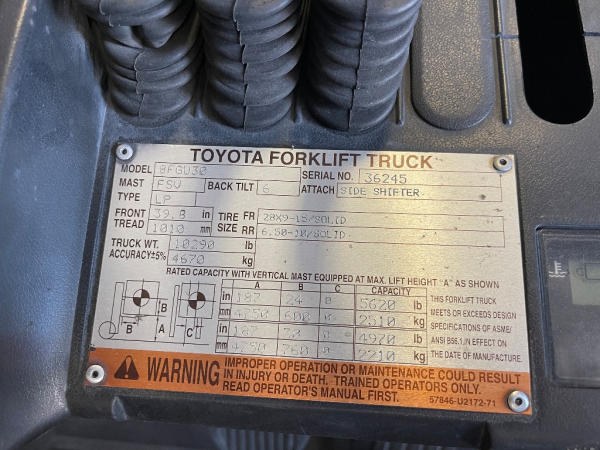 TOYOTA FORKLIFT TRUCK
MODEL 8FGU30 SERIAL NO. 36245
MAST FSV BACK TILT 6 ATTACH SIDE SHIFTER
TYPE LP
FRONT TREAD 39.8 in TIRE SIZE FR 28X9-15/SOLID
1010 mm RR 6.50-10/SOLID
TRUCK WT. 10290 lb
ACCURACY±5% 4670 kg
RATED CAPACITY WITH VERTICAL MAST EQUIPPED AT MAX. LIFT HEIGHT "A" AS SHOWN
A B C CAPACITY
in 187 24 0 5620 lb THIS FORKLIFT TRUCK
mm 4750 600 0 2510 kg MEETS OR EXCEEDS DESIGN
in 187 0 4970 lb SPECIFICATIONS OF ASME/
mm 4750 760 0 2210 kg ANSI B56.1, IN EFFECT ON
THE DATE OF MANUFACTURE.
B
B A C
WARNING
IMPROPER OPERATION OR MAINTENANCE COULD RESULT
IN INJURY OR DEATH. TRAINED OPERATORS ONLY.
READ OPERATOR'S MANUAL FIRST.
57846-U2172-71